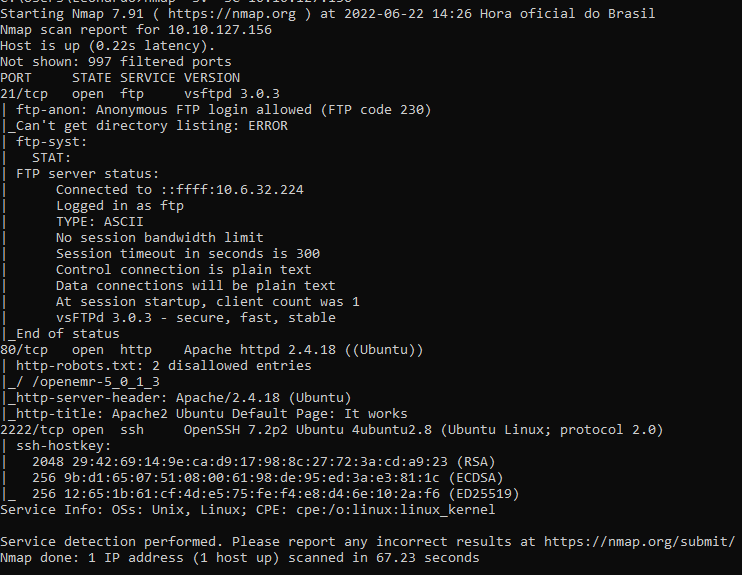 Starting Nmap 7.91 ( https://nmap.org ) at 2022-06-22 14:26 Hora oficial do Brasil
Nmap scan report for 10.10.127.156
Host is up (0.22s latency).
Not shown: 997 filtered ports
PORT     STATE SERVICE VERSION
21/tcp   open  ftp     vsftpd 3.0.3
| ftp-anon: Anonymous FTP login allowed (FTP code 230)
|_Can't get directory listing: ERROR
| ftp-syst:
|   STAT:
| FTP server status:
|      Connected to ::ffff:10.6.32.224
|      Logged in as ftp
|      TYPE: ASCII
|      No session bandwidth limit
|      Session timeout in seconds is 300
|      Control connection is plain text
|      Data connections will be plain text
|      At session startup, client count was 1
|      vsFTPd 3.0.3 - secure, fast, stable
|_End of status
80/tcp   open  http    Apache httpd 2.4.18 ((Ubuntu))
| http-robots.txt: 2 disallowed entries
|_/ /openemr-5_0_1_3
|_http-server-header: Apache/2.4.18 (Ubuntu)
|_http-title: Apache2 Ubuntu Default Page: It works
2222/tcp open  ssh     OpenSSH 7.2p2 Ubuntu 4ubuntu2.8 (Ubuntu Linux; protocol 2.0)
| ssh-hostkey:
|   2048 29:42:69:14:9e:ca:d9:17:98:8c:27:72:3a:cd:a9:23 (RSA)
|   256 9b:d1:65:07:51:08:00:61:98:de:95:ed:3a:e3:81:1c (ECDSA)
|_  256 12:65:1b:61:cf:4d:e5:75:fe:f4:e8:d4:6e:10:2a:f6 (ED25519)
Service Info: OSs: Unix, Linux; CPE: cpe:/o:linux:linux_kernel
Service detection performed. Please report any incorrect results at https://nmap.org/submit/
Nmap done: 1 IP address (1 host up) scanned in 67.23 seconds